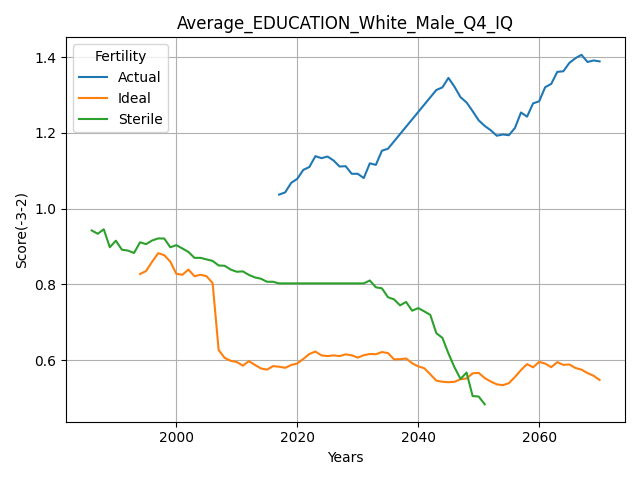 Average_EDUCATION_White_Male_Q4_IQ
Fertility
Actual
Ideal
Sterile
Score(-3-2)
1.4
1.2
1.0
0.8
0.6
2000 2020 2040 2060
Years